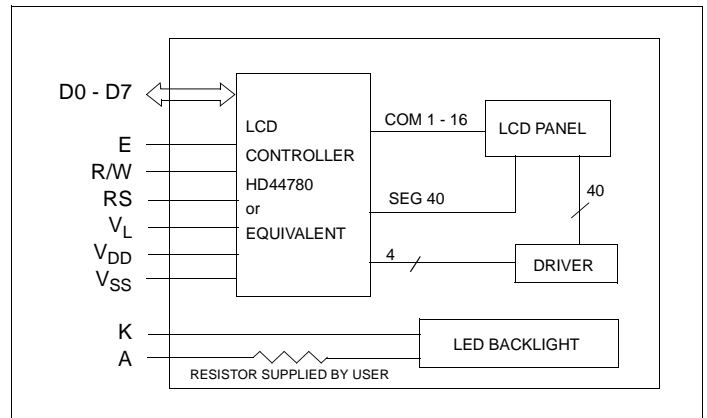 D0 - D7
E
R/W
RS
VL
VDD
VSS
K
A
LCD
CONTROLLER
HD44780
or
EQUIVALENT
COM 1 - 16
SEG 40
4
LCD PANEL
40
DRIVER
LED BACKLIGHT
RESISTOR SUPPLIED BY USER